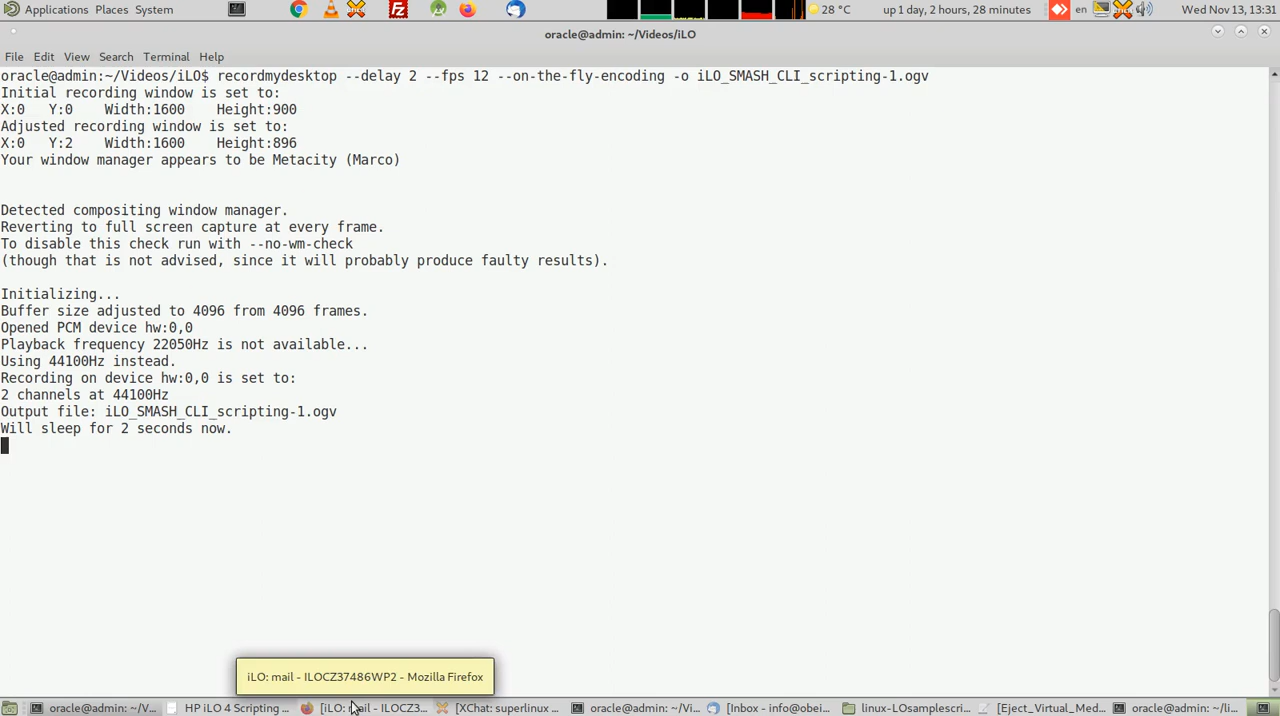 Applications Places System
28 °C
up 1 day, 2 hours, 28 minutes
en
Wed Nov 13, 13:31
oracle@admin: ~/Videos/iLO
File Edit View Search Terminal Help
oracle@admin:~/Videos/iLO$ recordmydesktop --delay 2 --fps 12 --on-the-fly-encoding -o iLO_SMASH_CLI_scripting-1.ogv
Initial recording window is set to:
X:0 Y:0 Width:1600 Height:900
Adjusted recording window is set to:
X:0 Y:2 Width:1600 Height:896
Your window manager appears to be Metacity (Marco)
Detected compositing window manager.
Reverting to full screen capture at every frame.
To disable this check run with --no-wm-check
(though that is not advised, since it will probably produce faulty results).
Initializing...
Buffer size adjusted to 4096 from 4096 frames.
Opened PCM device hw:0,0
Playback frequency 22050Hz is not available...
Using 44100Hz instead.
Recording on device hw:0,0 is set to:
2 channels at 44100Hz
Output file: iLO_SMASH_CLI_scripting-1.ogv
Will sleep for 2 seconds now.
iLO: mail - ILOCZ37486WP2 - Mozilla Firefox
oracle@admin: ~/V...
HP iLO 4 Scripting ...
[iLO: mail - ILOCZ3...
[XChat: superlinux ...
oracle@admin: ~/Vi...
[Inbox - info@obei...
linux-LOsamplescri...
[Eject_Virtual_Med...
oracle@admin: ~/li...